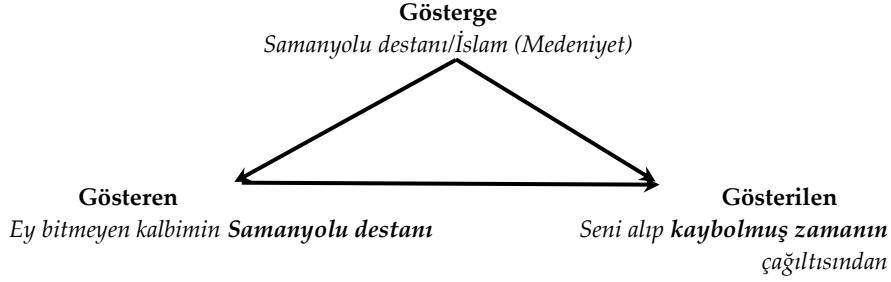 Gösterge
Samanyolu destanı/İslam (Medeniyet)
Gösteren
Ey bitmeyen kalbimin Samanyolu destanı
Gösterilen
Seni alıp kaybolmuş zamanın
çağıltısından